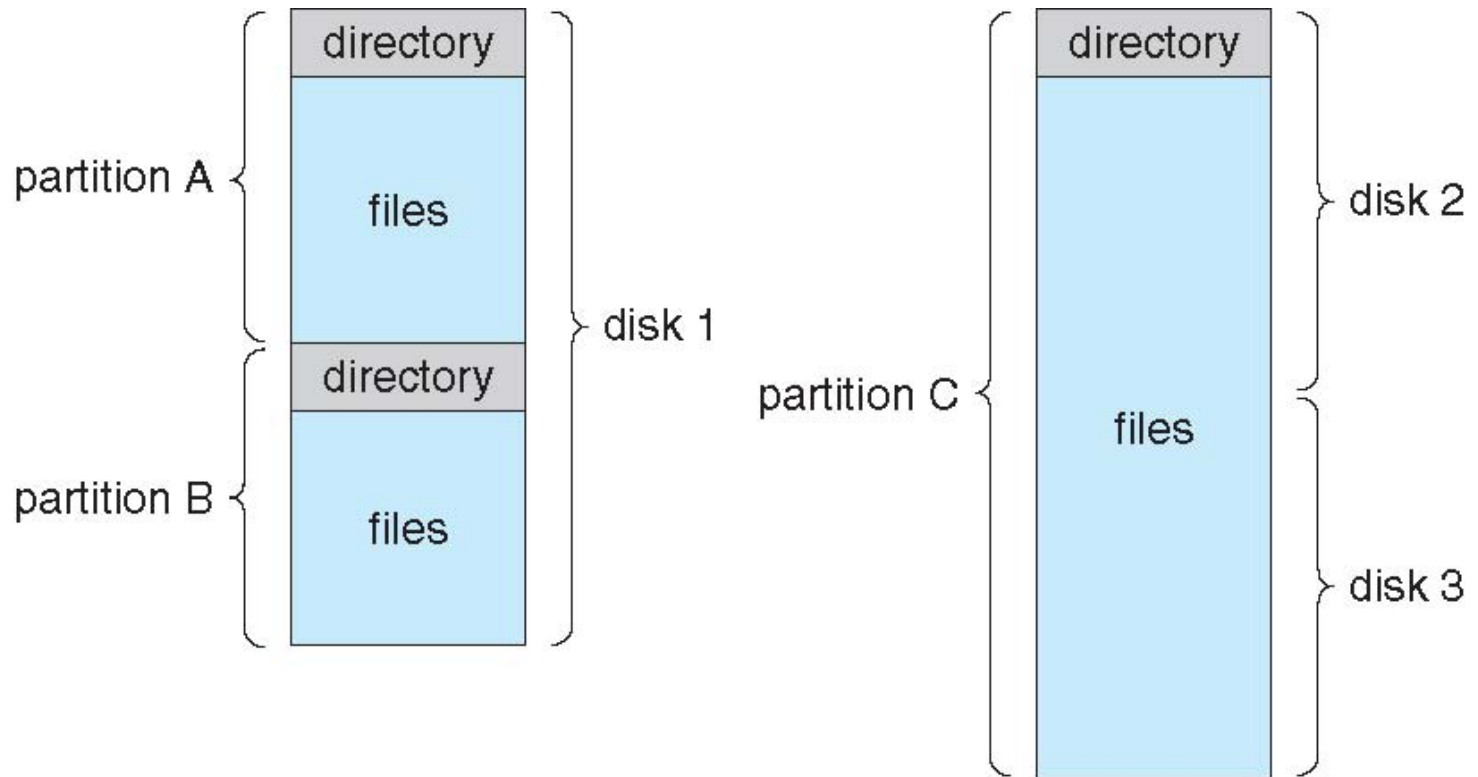 directory
partition A
files
disk 1
directory
partition B
files
directory
disk 2
partition C
files
disk 3